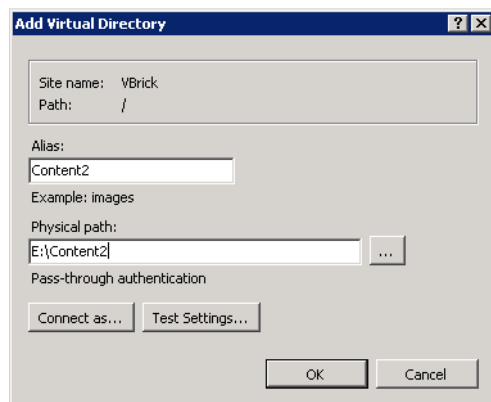 Add Virtual Directory
Site name: VBrick
Path: /
Alias:
Content2
Example: images
Physical path:
E:\Content2
...
Pass-through authentication
Connect as... Test Settings...
OK Cancel